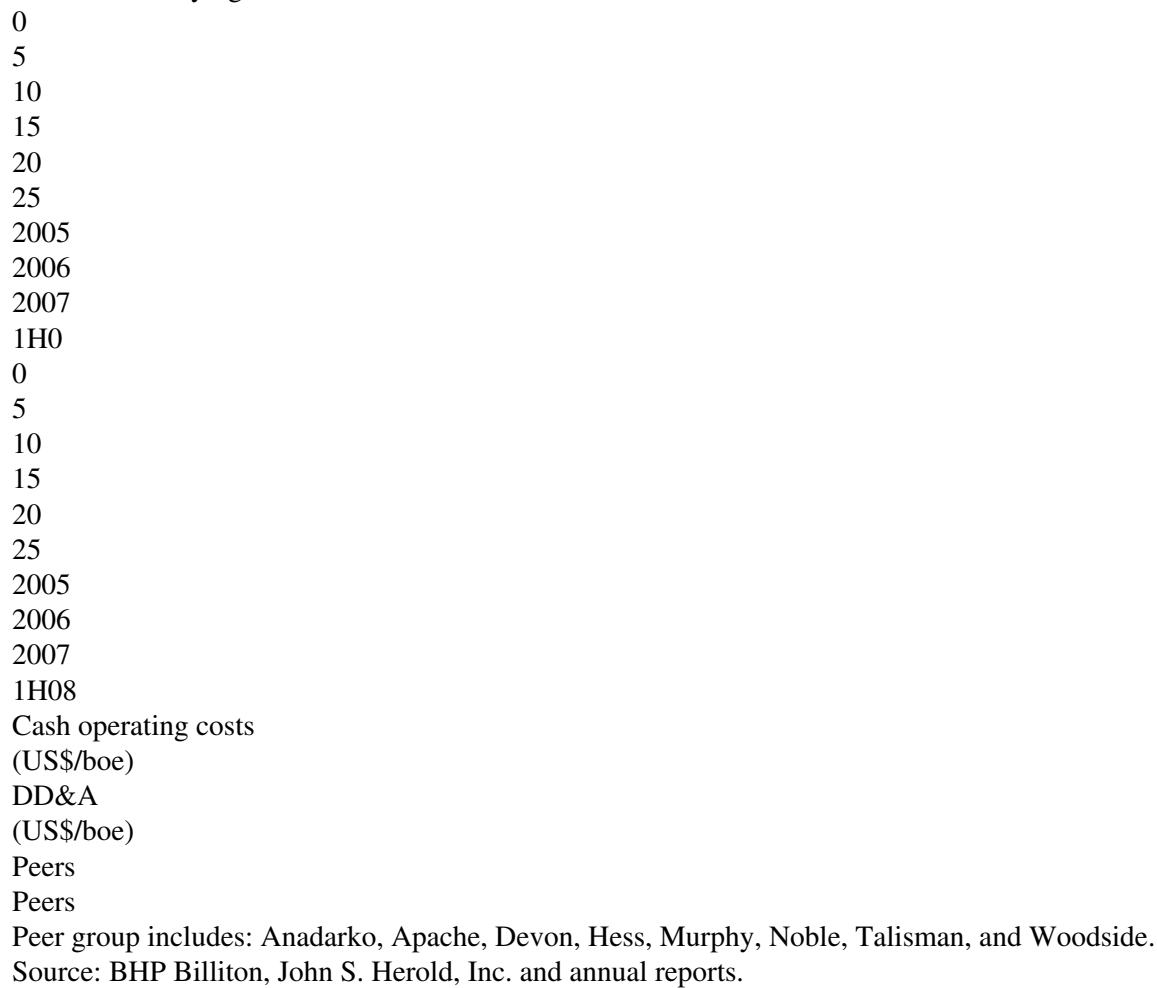 0
5
10
15
20
25
2005
2006
2007
1H0
0
5
10
15
20
25
2005
2006
2007
1H08
Cash operating costs
(US$/boe)
DD&A
(US$/boe)
Peers
Peers
Peer group includes: Anadarko, Apache, Devon, Hess, Murphy, Noble, Talisman, and Woodside.
Source: BHP Billiton, John S. Herold, Inc. and annual reports.